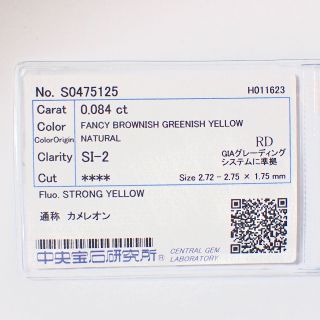 No. S0475125 H011623
Carat 0.084 ct
Color FANCY BROWNISH GREENISH YELLOW
ColorOrigin NATURAL
Clarity SI-2 RD
GIAグレーディング
システムに準拠
Cut ****
Size 2.72 - 2.75 × 1.75 mm
Fluo. STRONG YELLOW
通称 カメレオン
中央宝石研究所 CENTRAL GEM
LABORATORY